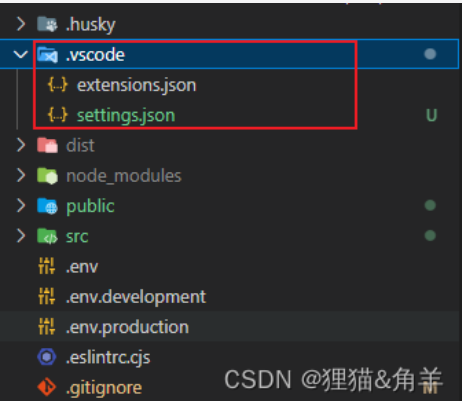 .husky
.vscode
{..} extensions.json
{..} settings.json U
dist
node_modules
public
src
.env
.env.development
.env.production
.eslintrc.cjs
.gitignore M
CSDN @狸猫&角羊